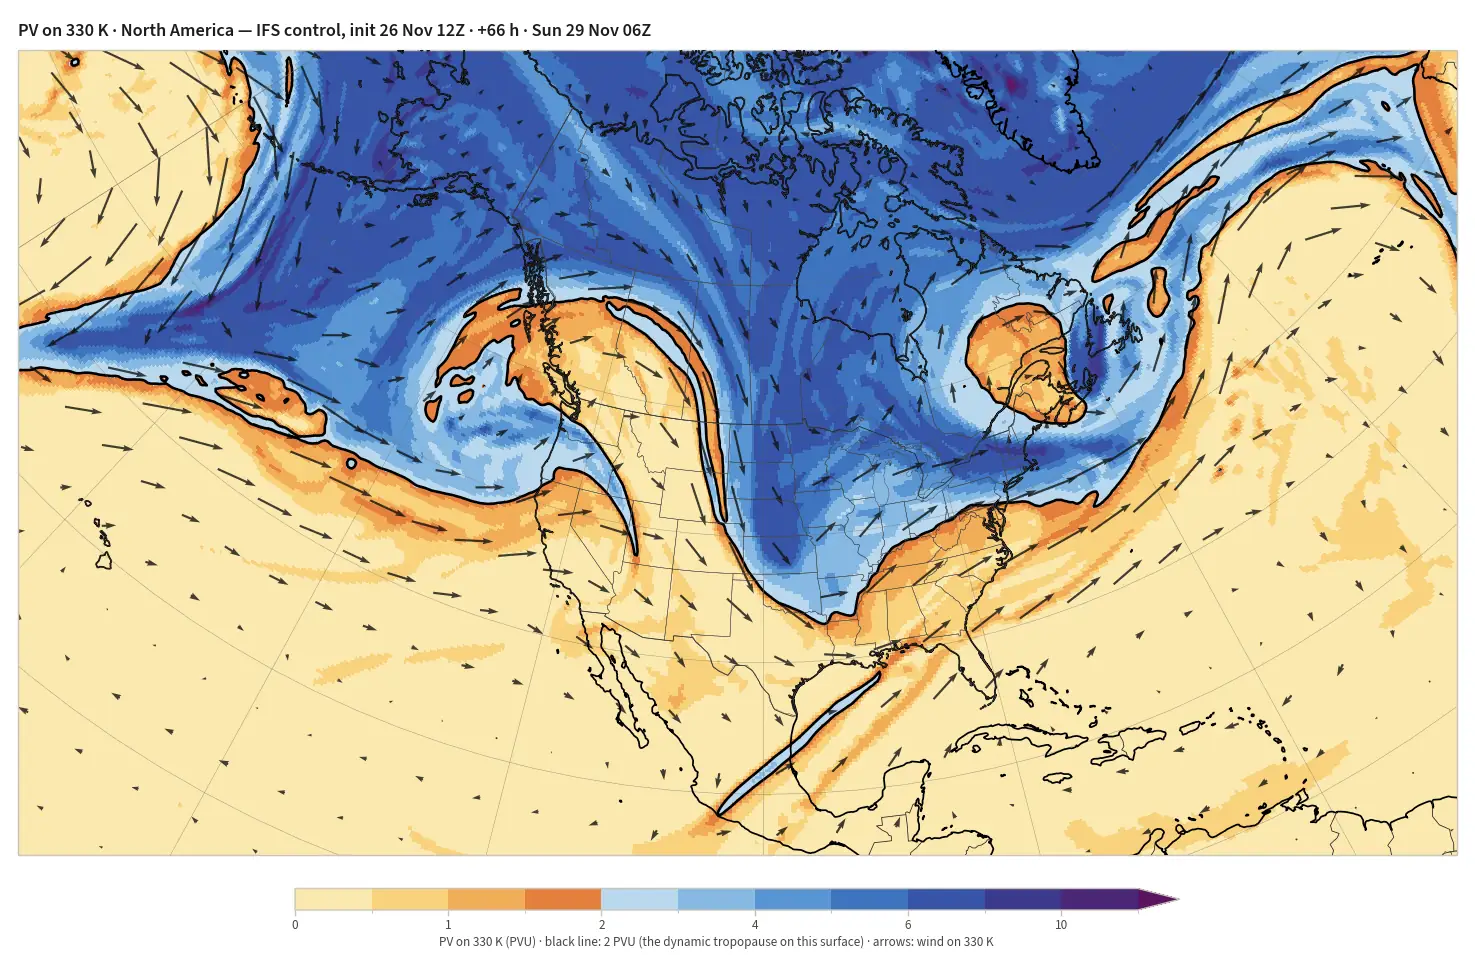 PV on 330 K · North America — IFS control, init 26 Nov 12Z · +66 h · Sun 29 Nov 06Z
0 1 2 4 6 10
PV on 330 K (PVU) · black line: 2 PVU (the dynamic tropopause on this surface) · arrows: wind on 330 K